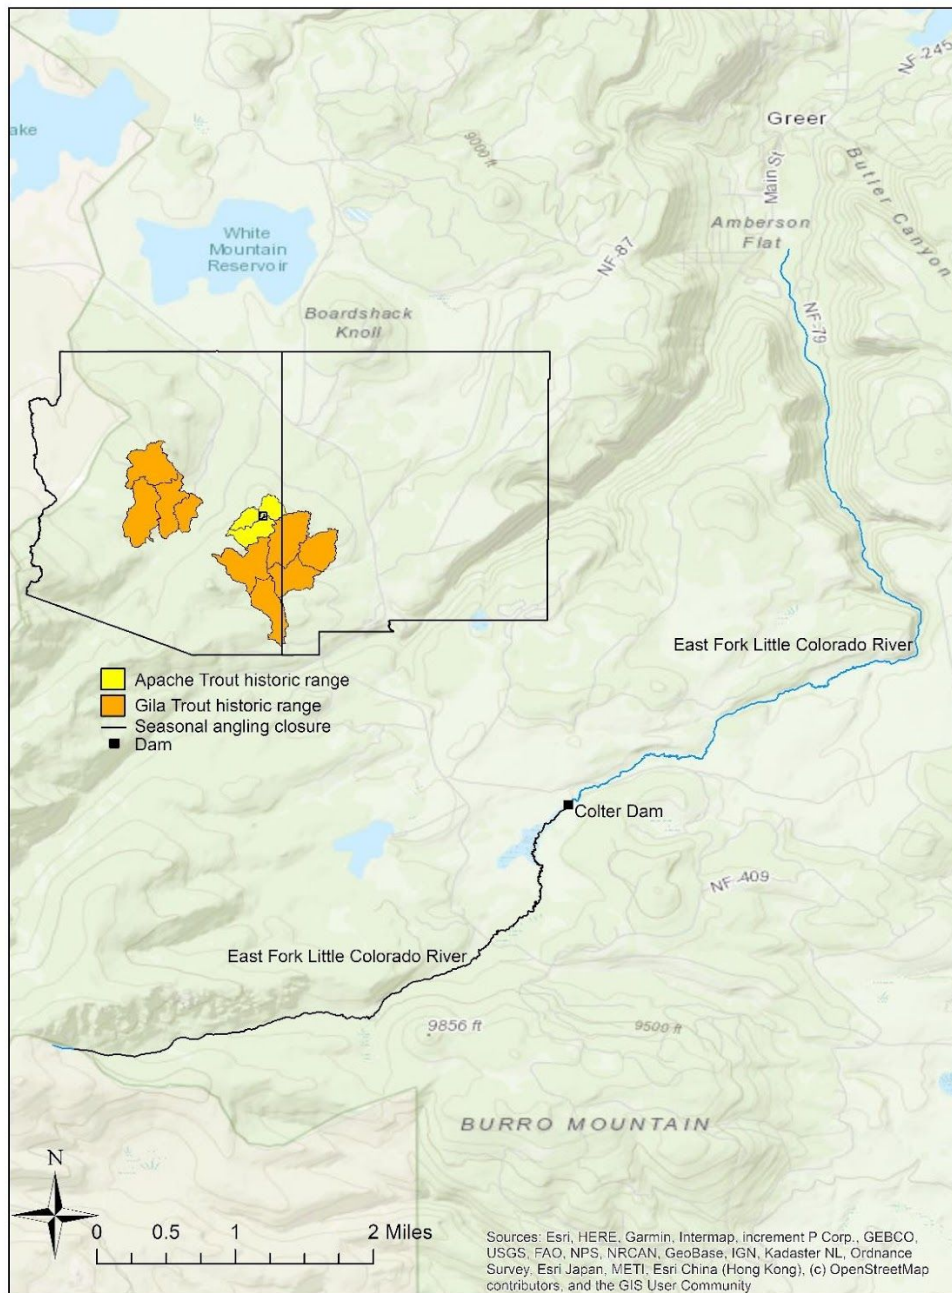 NF-245
Greer
ake
9000 ft
Main St
Butler Canyon
Amberson
Flat
White
Mountain
Reservoir
NF-87
Boardshack
Knoll
NF-79
East Fork Little Colorado River
Apache Trout historic range
Gila Trout historic range
Seasonal angling closure
Dam
Colter Dam
NF-409
East Fork Little Colorado River
9856 ft
9500 ft
BURRO MOUNTAIN
N
0 0.5 1 2 Miles
Sources: Esri, HERE, Garmin, Intermap, increment P Corp., GEBCO,
USGS, FAO, NPS, NRCAN, GeoBase, IGN, Kadaster NL, Ordnance
Survey, Esri Japan, METI, Esri China (Hong Kong), (c) OpenStreetMap
contributors, and the GIS User Community